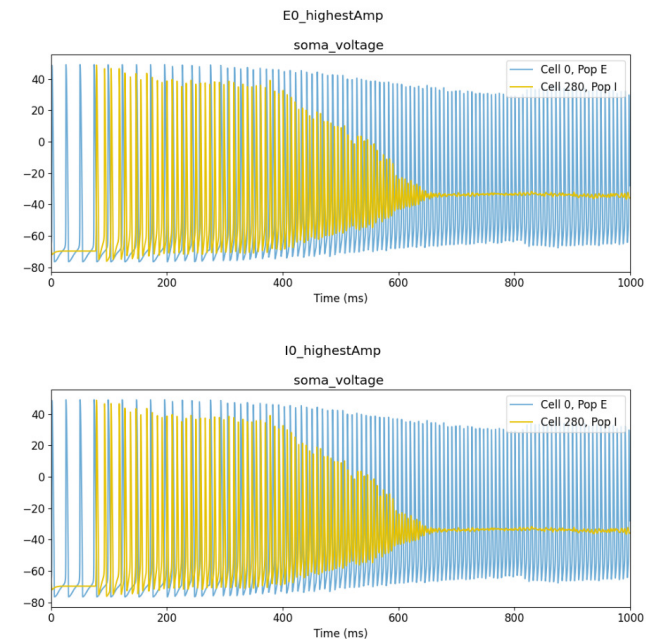 E0_highestAmp
soma_voltage
Cell 0, Pop E
Cell 280, Pop I
40
20
0
−20
−40
−60
−80
0 200 400 600 800 1000
Time (ms)
I0_highestAmp
soma_voltage
Cell 0, Pop E
Cell 280, Pop I
40
20
0
−20
−40
−60
−80
0 200 400 600 800 1000
Time (ms)